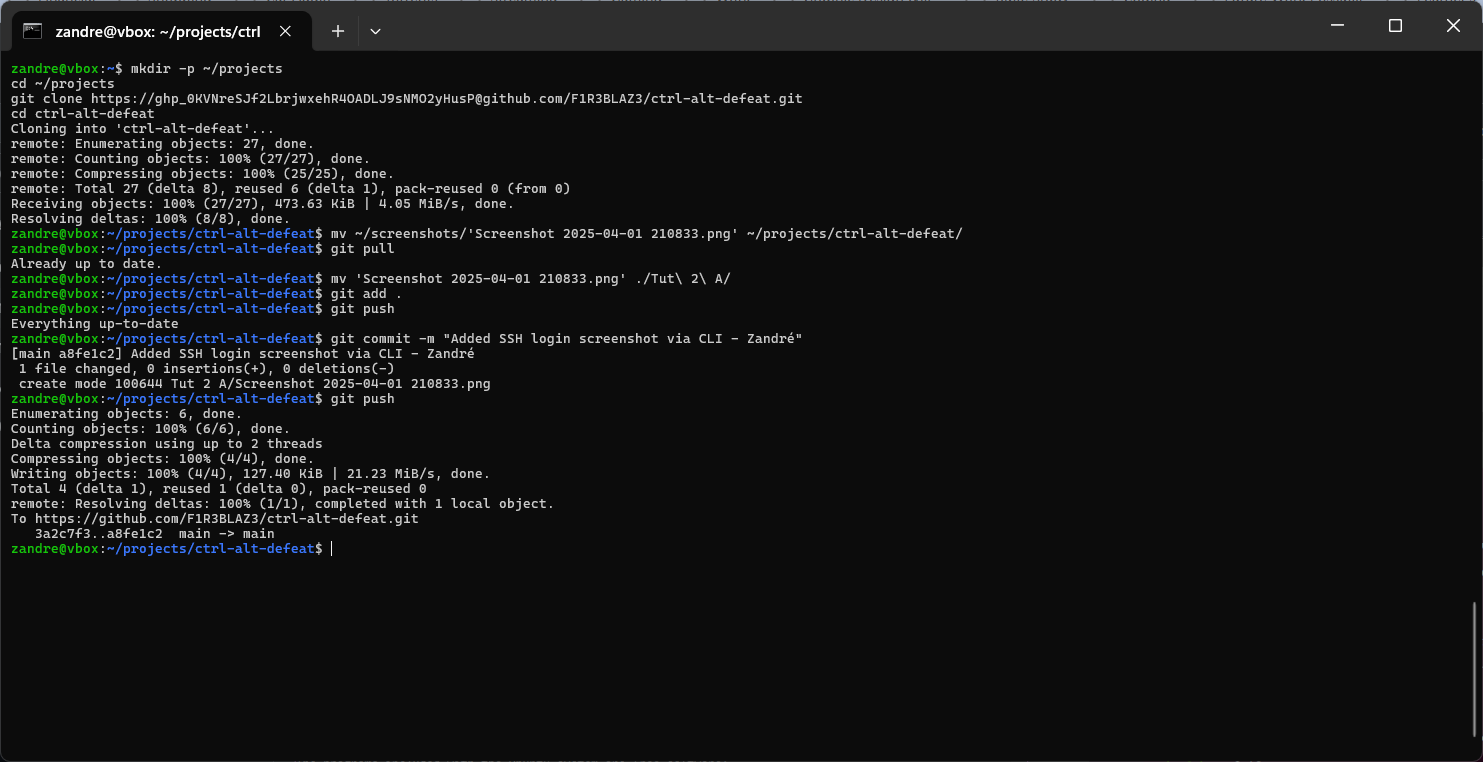 zandre@vbox: ~/projects/ctrl
zandre@vbox:~$ mkdir -p ~/projects
cd ~/projects
git clone https://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@github.com/F1R3BLAZ3/ctrl-alt-defeat.git
cd ctrl-alt-defeat
Cloning into 'ctrl-alt-defeat'...
remote: Enumerating objects: 27, done.
remote: Counting objects: 100% (27/27), done.
remote: Compressing objects: 100% (25/25), done.
remote: Total 27 (delta 8), reused 6 (delta 1), pack-reused 0 (from 0)
Receiving objects: 100% (27/27), 473.63 KiB | 4.05 MiB/s, done.
Resolving deltas: 100% (8/8), done.
zandre@vbox:~/projects/ctrl-alt-defeat$ mv ~/screenshots/'Screenshot 2025-04-01 210833.png' ~/projects/ctrl-alt-defeat/
zandre@vbox:~/projects/ctrl-alt-defeat$ git pull
Already up to date.
zandre@vbox:~/projects/ctrl-alt-defeat$ mv 'Screenshot 2025-04-01 210833.png' ./Tut\ 2\ A/
zandre@vbox:~/projects/ctrl-alt-defeat$ git add .
zandre@vbox:~/projects/ctrl-alt-defeat$ git push
Everything up-to-date
zandre@vbox:~/projects/ctrl-alt-defeat$ git commit -m "Added SSH login screenshot via CLI - Zandré"
[main a8fe1c2] Added SSH login screenshot via CLI - Zandré
 1 file changed, 0 insertions(+), 0 deletions(-)
 create mode 100644 Tut 2 A/Screenshot 2025-04-01 210833.png
zandre@vbox:~/projects/ctrl-alt-defeat$ git push
Enumerating objects: 6, done.
Counting objects: 100% (6/6), done.
Delta compression using up to 2 threads
Compressing objects: 100% (4/4), done.
Writing objects: 100% (4/4), 127.40 KiB | 21.23 MiB/s, done.
Total 4 (delta 1), reused 1 (delta 0), pack-reused 0
remote: Resolving deltas: 100% (1/1), completed with 1 local object.
To https://github.com/F1R3BLAZ3/ctrl-alt-defeat.git
   3a2c7f3..a8fe1c2  main -> main
zandre@vbox:~/projects/ctrl-alt-defeat$